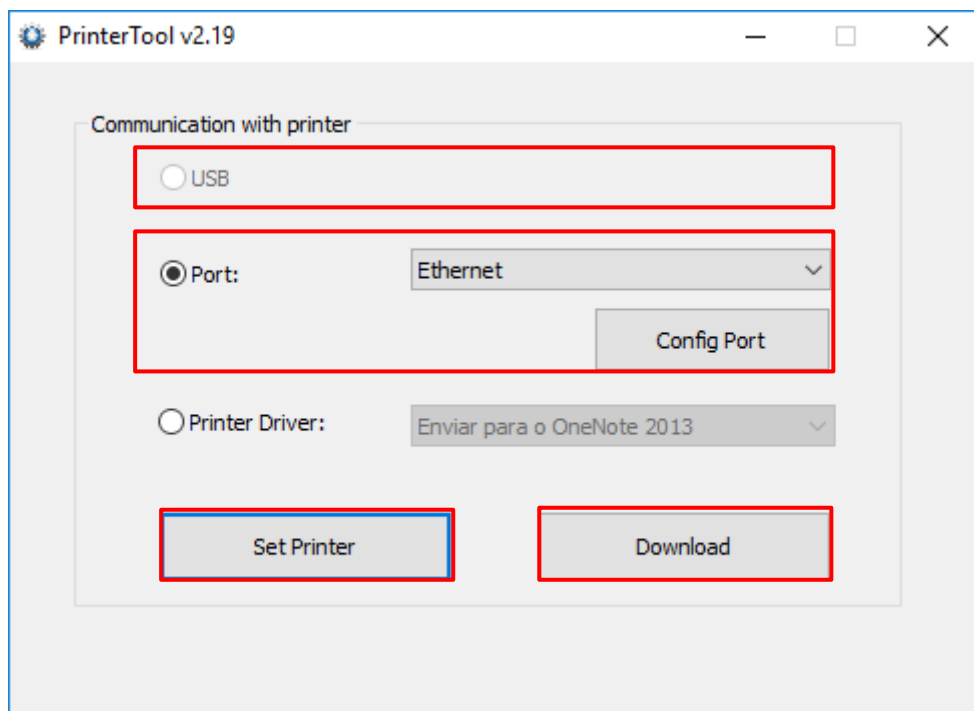 PrinterTool v2.19
Communication with printer
USB
Port:
Ethernet
Config Port
Printer Driver:
Enviar para o OneNote 2013
Set Printer
Download